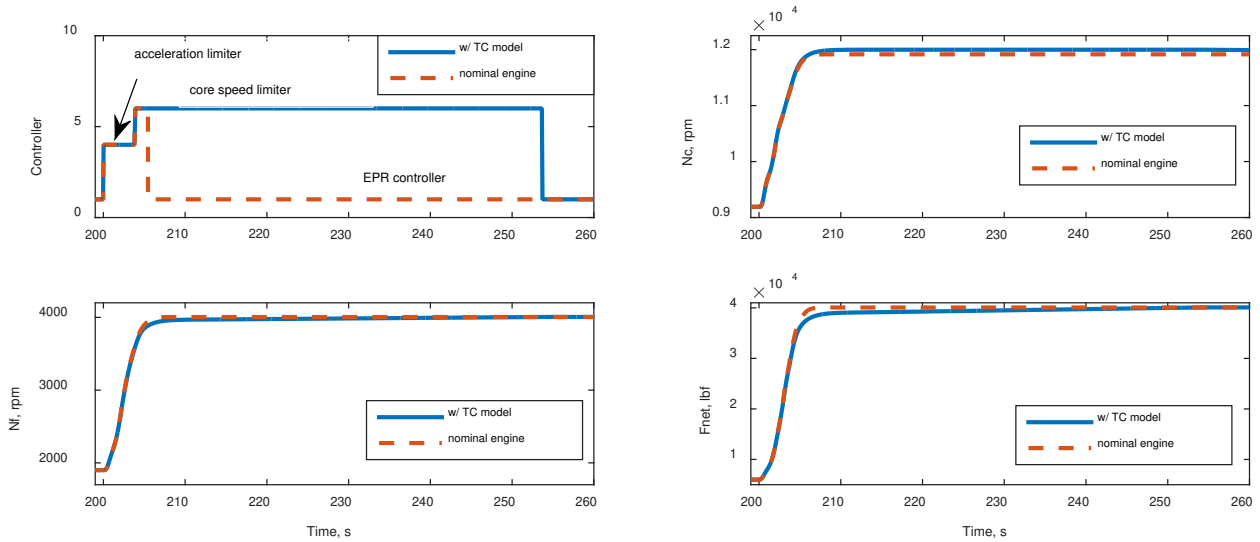 10
5
0
Controller
acceleration limiter
core speed limiter
EPR controller
w/ TC model
nominal engine
200 210 220 230 240 250 260
× 10 4
1.2
1.1
1
0.9
Nc, rpm
w/ TC model
nominal engine
200 210 220 230 240 250 260
4000
3000
2000
Nf, rpm
w/ TC model
nominal engine
200 210 220 230 240 250 260
Time, s
× 10 4
4
3
2
1
Fnet, lbf
w/ TC model
nominal engine
200 210 220 230 240 250 260
Time, s